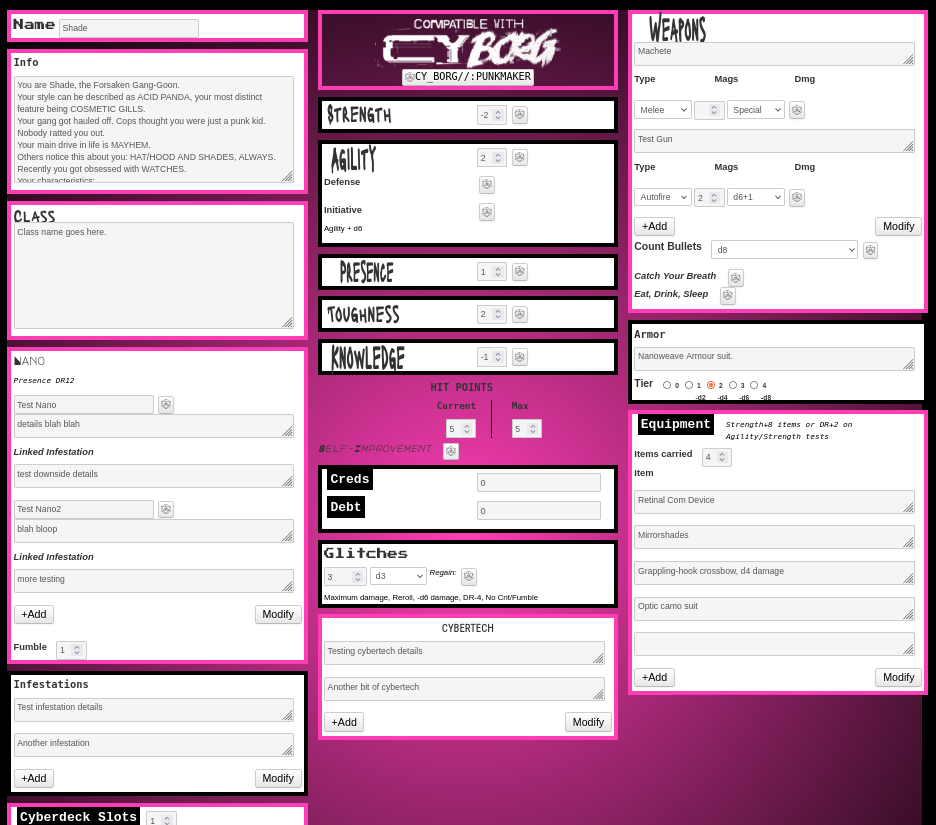 Name Shade
Info
You are Shade, the Forsaken Gang-Goon.
Your style can be described as ACID PANDA, your most distinct
feature being COSMETIC GILLS.
Your gang got hauled off. Cops thought you were just a punk kid.
Nobody ratted you out.
Your main drive in life is MAYHEM.
Others notice this about you: HAT/HOOD AND SHADES, ALWAYS.
Recently you got obsessed with WATCHES.
Your characteristics:
CLASS
Class name goes here.
NANO
Presence DR12
Test Nano
details blah blah
Linked Infestation
test downside details
Test Nano2
blah bloop
Linked Infestation
more testing
+Add Modify
Fumble 1
Infestations
Test infestation details
Another infestation
+Add Modify
Cyberdeck Slots 1
COMPATIBLE WITH
CY_BORG
CY_BORG//:PUNKMAKER
STRENGTH -2
AGILITY 2
Defense
Initiative
Agility + d6
PRESENCE 1
TOUGHNESS 2
KNOWLEDGE -1
HIT POINTS
Current Max
5 5
SELF-IMPROVEMENT
Creds 0
Debt 0
Glitches
3 d3 Regain:
Maximum damage, Reroll, -d6 damage, DR-4, No Crit/Fumble
CYBERTECH
Testing cybertech details
Another bit of cybertech
+Add Modify
WEAPONS
Machete
Type Mags Dmg
Melee Special
Test Gun
Type Mags Dmg
Autofire 2 d6+1
+Add Modify
Count Bullets d8
Catch Your Breath
Eat, Drink, Sleep
Armor
Nanoweave Armour suit.
Tier 0 1 2 3 4
-d2 -d4 -d6 -d8
Equipment Strength+8 items or DR+2 on
Agility/Strength tests
Items carried 4
Item
Retinal Com Device
Mirrorshades
Grappling-hook crossbow, d4 damage
Optic camo suit
+Add Modify